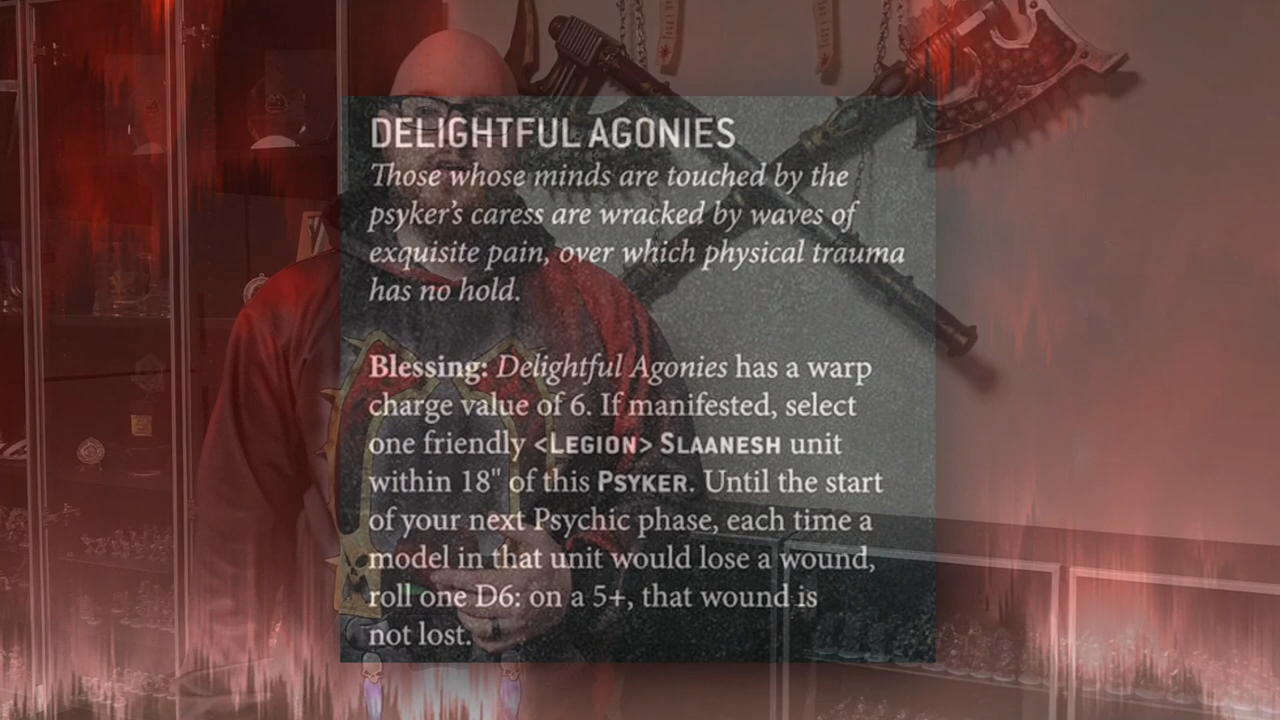 DELIGHTFUL AGONIES
Those whose minds are touched by the
psyker's caress are wracked by waves of
exquisite pain, over which physical trauma
has no hold.
Blessing: Delightful Agonies has a warp
charge value of 6. If manifested, select
one friendly <LEGION> SLAANESH unit
within 18" of this PSYKER. Until the start
of your next Psychic phase, each time a
model in that unit would lose a wound,
roll one D6: on a 5+, that wound is
not lost.